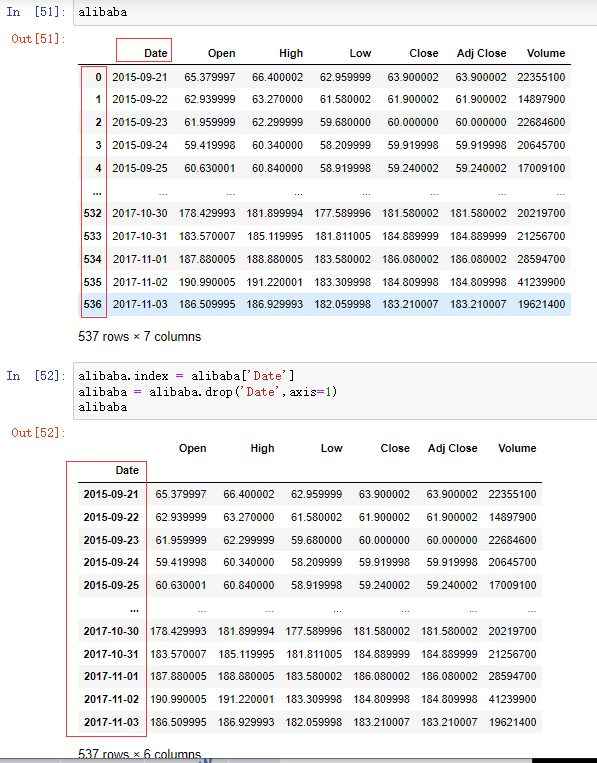 In [51]: alibaba
Out[51]:
Date Open High Low Close Adj Close Volume
0 2015-09-21 65.379997 66.400002 62.959999 63.900002 63.900002 22355100
1 2015-09-22 62.939999 63.270000 61.580002 61.900002 61.900002 14897900
2 2015-09-23 61.959999 62.299999 59.680000 60.000000 60.000000 22684600
3 2015-09-24 59.419998 60.340000 58.209999 59.919998 59.919998 20645700
4 2015-09-25 60.630001 60.840000 58.919998 59.240002 59.240002 17009100
... ... ... ... ... ... ... ...
532 2017-10-30 178.429993 181.899994 177.589996 181.580002 181.580002 20219700
533 2017-10-31 183.570007 185.119995 181.811005 184.889999 184.889999 21256700
534 2017-11-01 187.880005 188.880005 183.580002 186.080002 186.080002 28594700
535 2017-11-02 190.990005 191.220001 183.309998 184.809998 184.809998 41239900
536 2017-11-03 186.509995 186.929993 182.059998 183.210007 183.210007 19621400
537 rows × 7 columns
In [52]: alibaba.index = alibaba['Date']
alibaba = alibaba.drop('Date',axis=1)
alibaba
Out[52]:
Open High Low Close Adj Close Volume
Date
2015-09-21 65.379997 66.400002 62.959999 63.900002 63.900002 22355100
2015-09-22 62.939999 63.270000 61.580002 61.900002 61.900002 14897900
2015-09-23 61.959999 62.299999 59.680000 60.000000 60.000000 22684600
2015-09-24 59.419998 60.340000 58.209999 59.919998 59.919998 20645700
2015-09-25 60.630001 60.840000 58.919998 59.240002 59.240002 17009100
... ... ... ... ... ... ...
2017-10-30 178.429993 181.899994 177.589996 181.580002 181.580002 20219700
2017-10-31 183.570007 185.119995 181.811005 184.889999 184.889999 21256700
2017-11-01 187.880005 188.880005 183.580002 186.080002 186.080002 28594700
2017-11-02 190.990005 191.220001 183.309998 184.809998 184.809998 41239900
2017-11-03 186.509995 186.929993 182.059998 183.210007 183.210007 19621400
537 rows × 6 columns